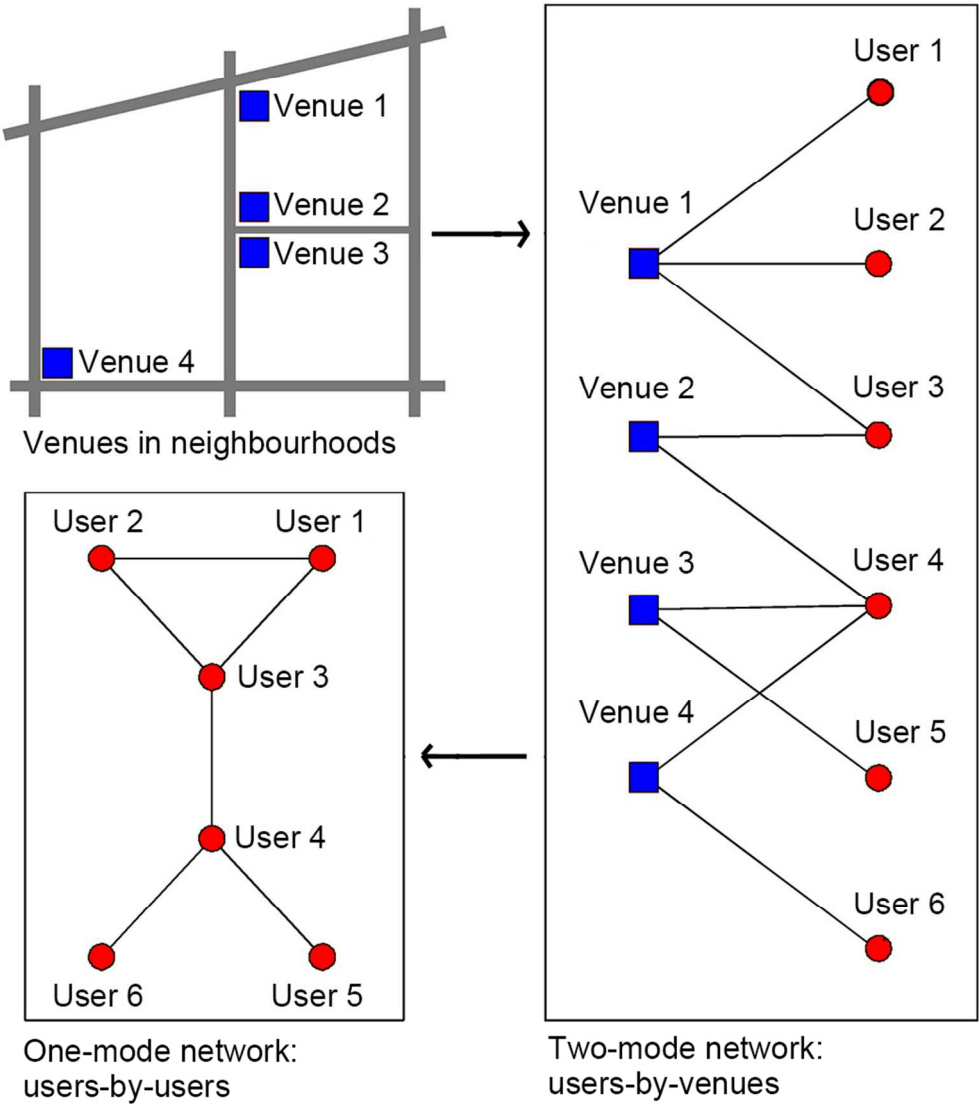 Venue 1
Venue 2
Venue 3
Venue 4
Venues in neighbourhoods
User 1
Venue 1
User 2
Venue 2
User 3
Venue 3
User 4
Venue 4
User 5
User 6
Two-mode network:
users-by-venues
User 2
User 1
User 3
User 4
User 6
User 5
One-mode network:
users-by-users